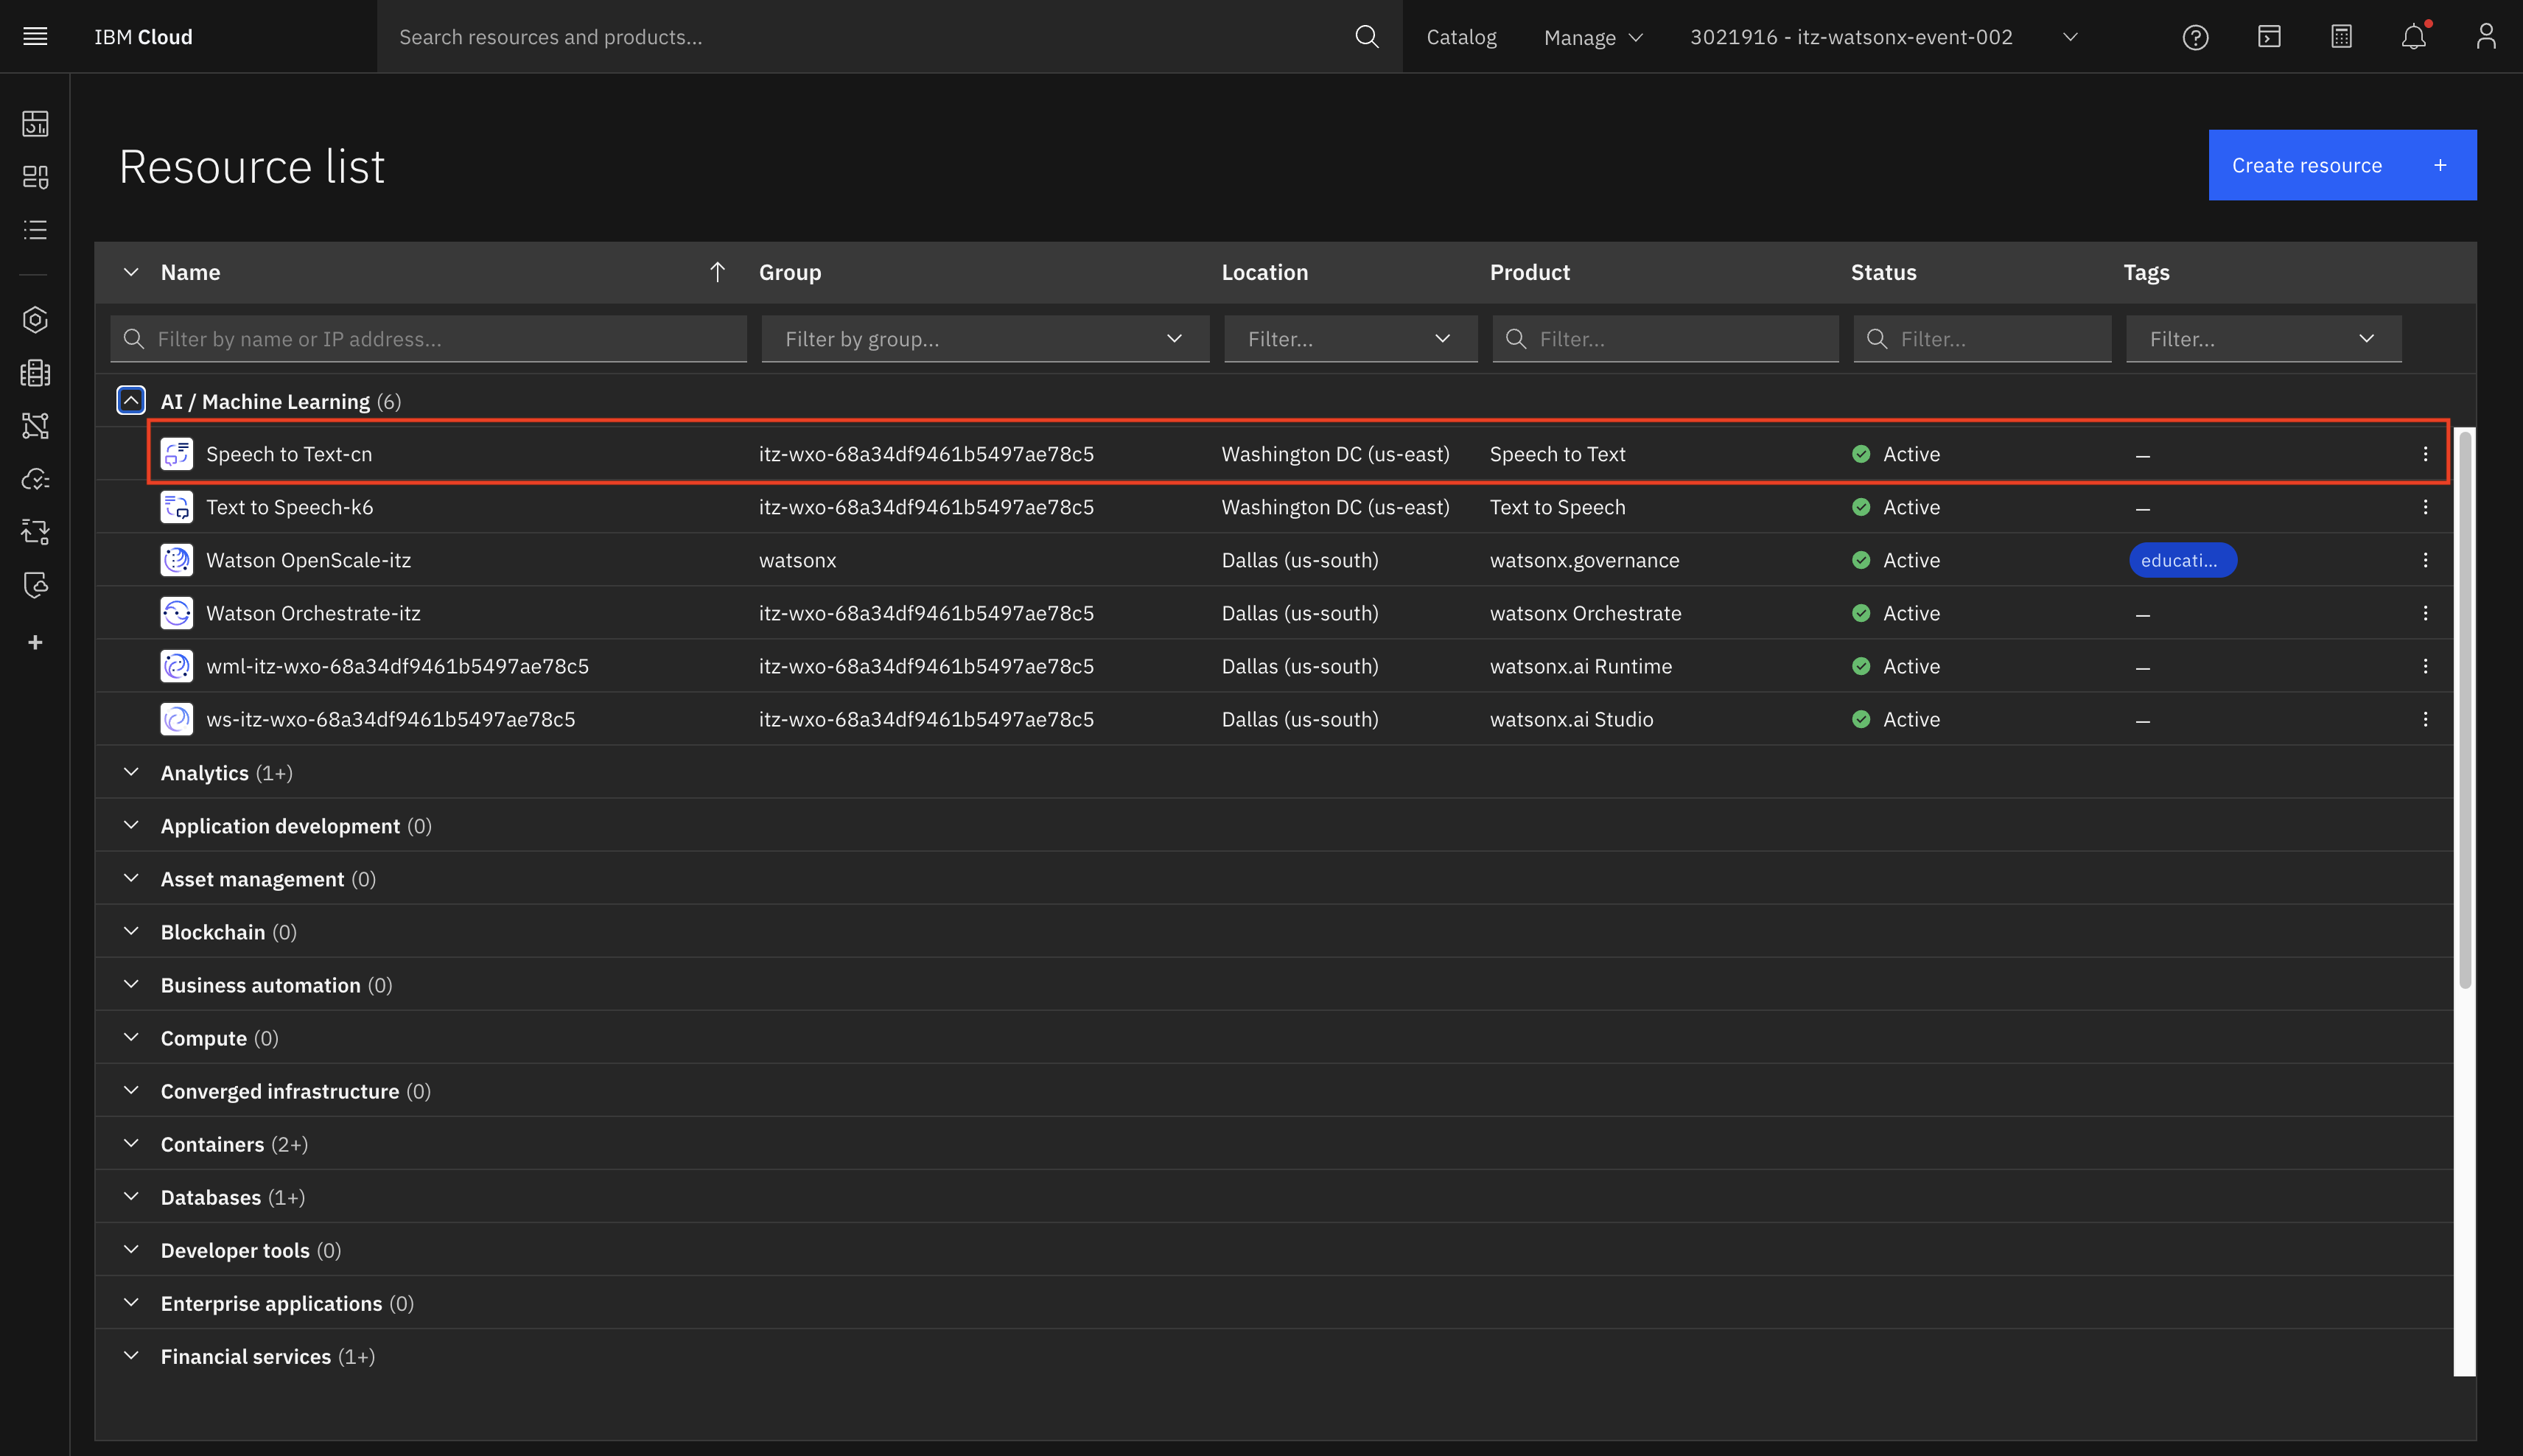 IBM Cloud
Search resources and products...
Catalog
Manage
3021916 - itz-watsonx-event-002
Resource list
Create resource +
Name Group Location Product Status Tags
Filter by name or IP address... Filter by group... Filter... Filter... Filter... Filter...
AI / Machine Learning (6)
Speech to Text-cn itz-wxo-68a34df9461b5497ae78c5 Washington DC (us-east) Speech to Text Active –
Text to Speech-k6 itz-wxo-68a34df9461b5497ae78c5 Washington DC (us-east) Text to Speech Active –
Watson OpenScale-itz watsonx Dallas (us-south) watsonx.governance Active educati...
Watson Orchestrate-itz itz-wxo-68a34df9461b5497ae78c5 Dallas (us-south) watsonx Orchestrate Active –
wml-itz-wxo-68a34df9461b5497ae78c5 itz-wxo-68a34df9461b5497ae78c5 Dallas (us-south) watsonx.ai Runtime Active –
ws-itz-wxo-68a34df9461b5497ae78c5 itz-wxo-68a34df9461b5497ae78c5 Dallas (us-south) watsonx.ai Studio Active –
Analytics (1+)
Application development (0)
Asset management (0)
Blockchain (0)
Business automation (0)
Compute (0)
Converged infrastructure (0)
Containers (2+)
Databases (1+)
Developer tools (0)
Enterprise applications (0)
Financial services (1+)